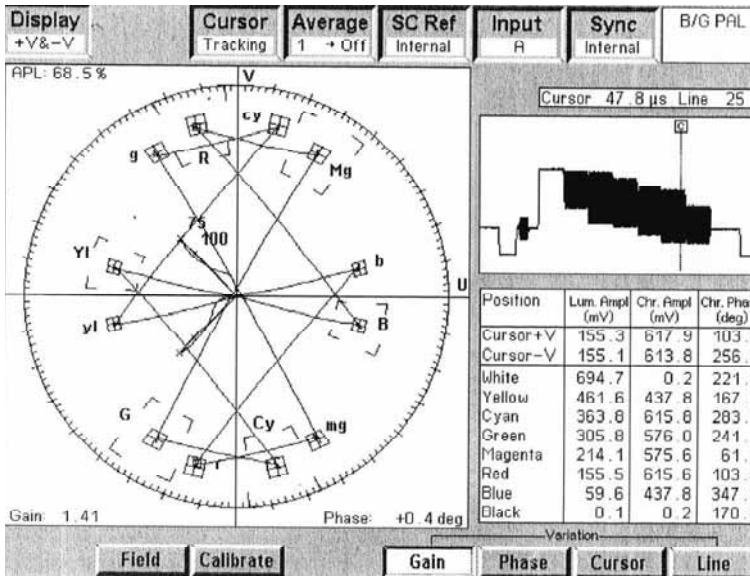 Display
+V&-V
Cursor
Tracking
Average
1 → Off
SC Ref
Internal
Input
A
Sync
Internal
B/G PAL
APL: 68.5%
V
cy
g
R
Mg
75
100
Yl
b
U
yl
B
G
Cy
mg
r
Gain: 1.41
Phase: +0.4 deg
Cursor 47.8 µs Line 25
C
Position Lum. Ampl (mV) Chr. Ampl (mV) Chr. Pha (deg)
Cursor+V 155.3 617.9 103.
Cursor-V 155.1 613.8 256.
White 694.7 0.2 221.
Yellow 461.6 437.8 167.
Cyan 363.8 615.8 283.
Green 305.8 576.0 241.
Magenta 214.1 575.6 61.
Red 155.5 615.6 103.
Blue 59.6 437.8 347.
Black 0.1 0.2 170.
Variation
Field
Calibrate
Gain
Phase
Cursor
Line